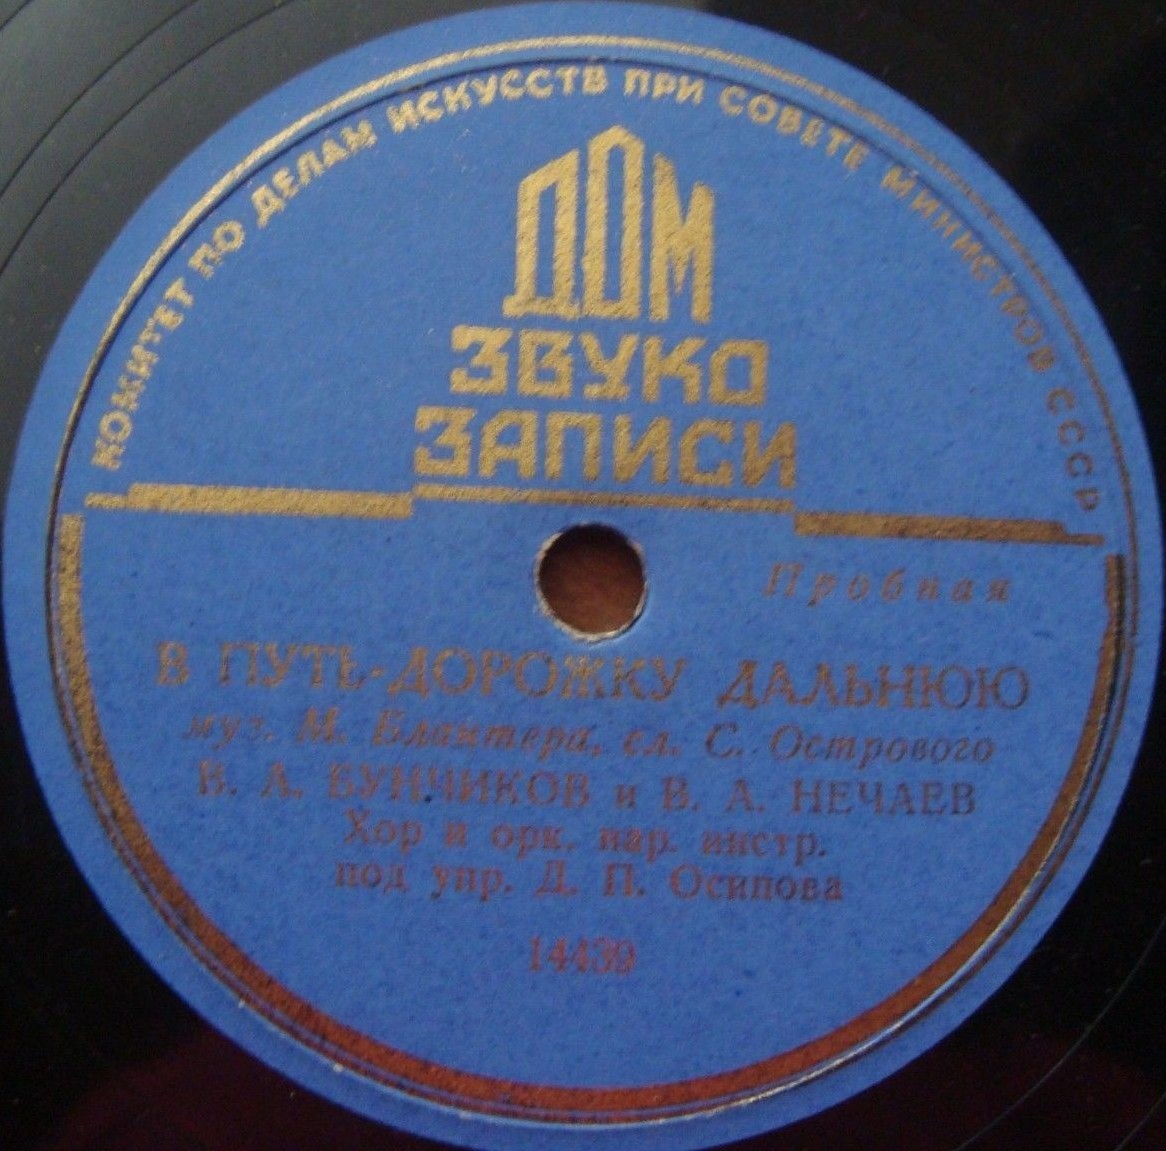 КОМИТЕТ ПО ДЕЛАМ ИСКУССТВ ПРИ СОВЕТЕ МИНИСТРОВ СССР
ДОМ
ЗВУКО
ЗАПИСИ
Пробная
В ПУТЬ-ДОРОЖКУ ДАЛЬНЮЮ
муз. М. Блантера, сл. С. Острового
В. А. БУНЧИКОВ и В. А. НЕЧАЕВ
Хор и орк. нар. инстр.
под упр. Д. П. Осипова
14439